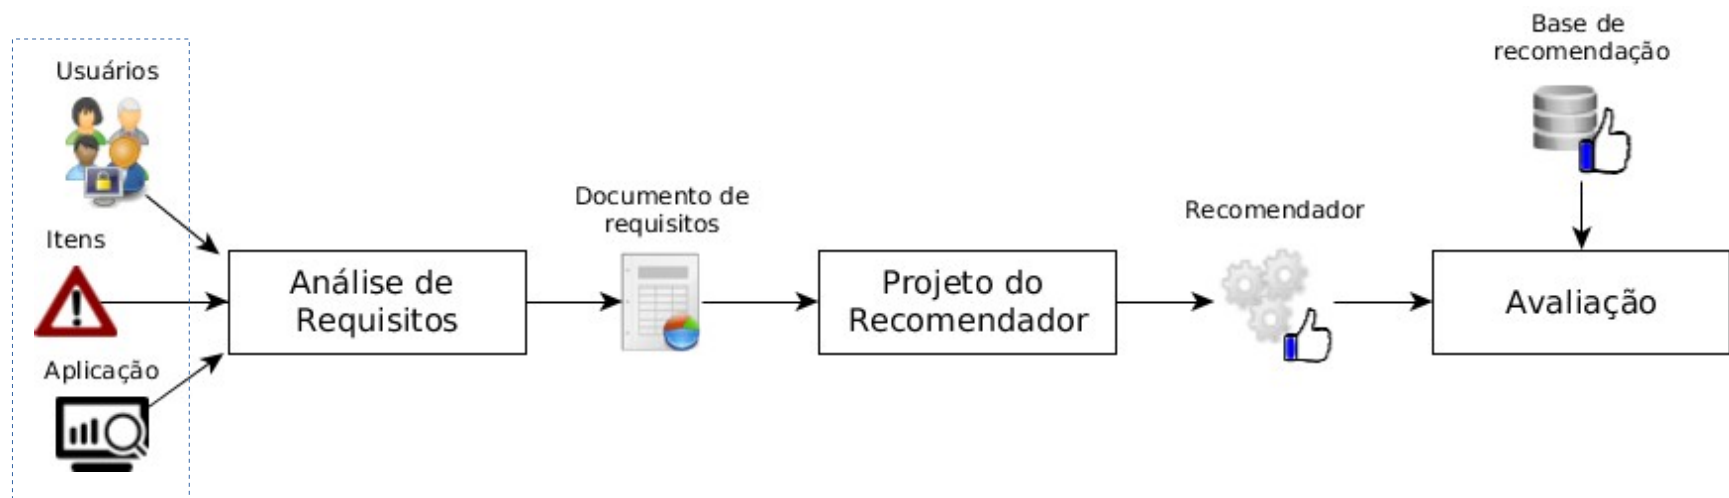 Usuários
Itens
Aplicação
Análise de
Requisitos
Documento de
requisitos
Projeto do
Recomendador
Recomendador
Base de
recomendação
Avaliação